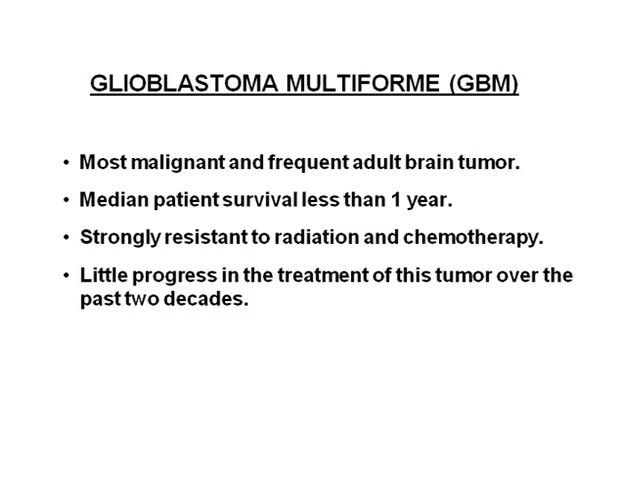 GLIOBLASTOMA MULTIFORME (GBM)
• Most malignant and frequent adult brain tumor.
• Median patient survival less than 1 year.
• Strongly resistant to radiation and chemotherapy.
• Little progress in the treatment of this tumor over the
past two decades.